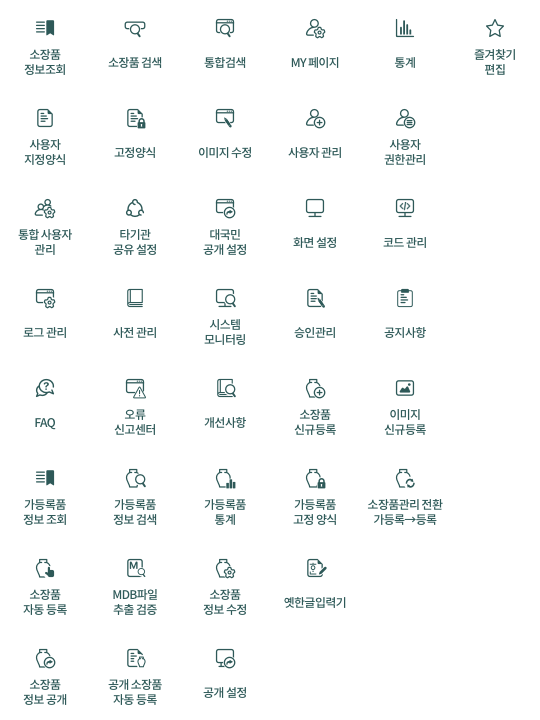 소장품
정보조회
소장품 검색
통합검색
MY 페이지
통계
즐겨찾기
편집
사용자
지정양식
고정양식
이미지 수정
사용자 관리
사용자
권한관리
통합 사용자
관리
타기관
공유 설정
대국민
공개 설정
화면 설정
코드 관리
로그 관리
사전 관리
시스템
모니터링
승인관리
공지사항
FAQ
오류
신고센터
개선사항
소장품
신규등록
이미지
신규등록
가등록품
정보 조회
가등록품
정보 검색
가등록품
통계
가등록품
고정 양식
소장품관리 전환
가등록→등록
소장품
자동 등록
M
MDB파일
추출 검증
소장품
정보 수정
옛한글입력기
소장품
정보 공개
공개 소장품
자동 등록
공개 설정